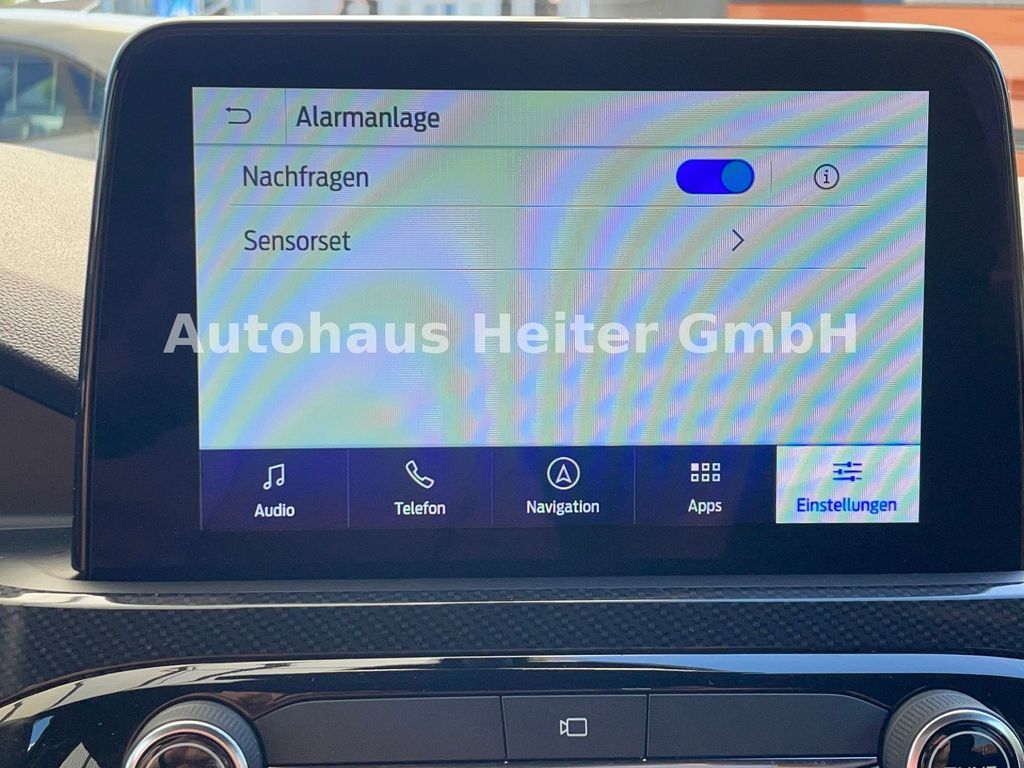 Alarmanlage
Nachfragen
Sensorset
Autohaus Heiter GmbH
Audio
Telefon
Navigation
Apps
Einstellungen